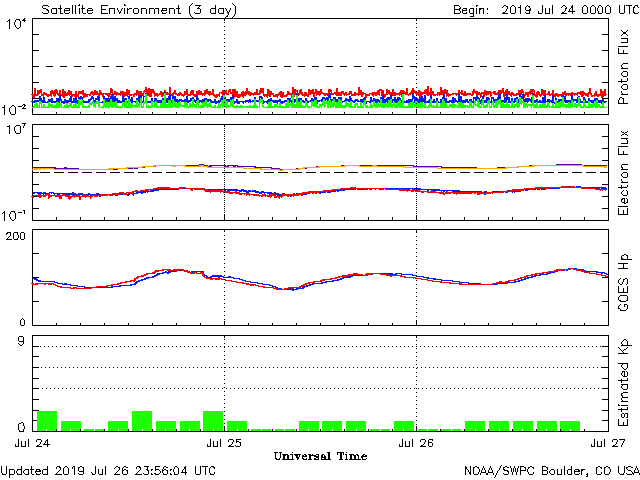 Satellite Environment (3 day) Begin: 2019 Jul 24 0000 UTC
10⁴
10⁻²
Proton Flux
10⁷
10⁻¹
Electron Flux
200
0
GOES Hp
9
0
Estimated Kp
Jul 24 Jul 25 Jul 26 Jul 27
Universal Time
Updated 2019 Jul 26 23:56:04 UTC NOAA/SWPC Boulder, CO USA